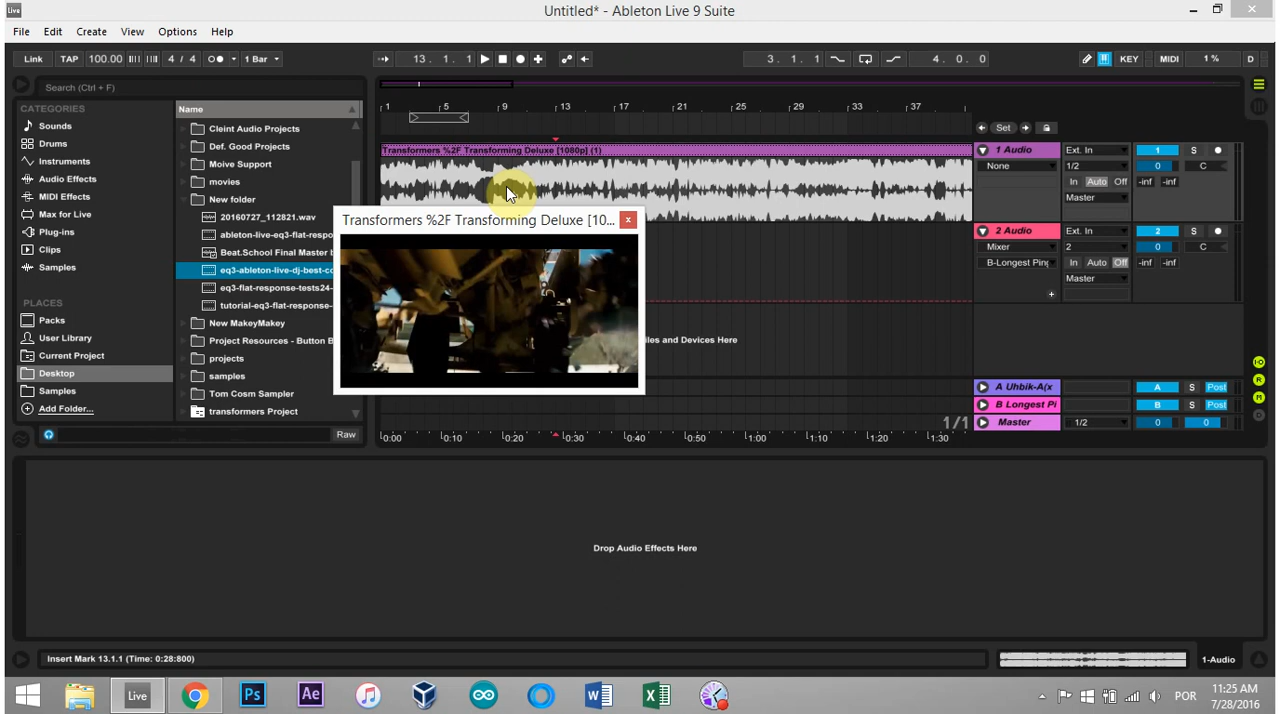 Live
Untitled* - Ableton Live 9 Suite
File Edit Create View Options Help
Link TAP 100.00 4 / 4 1 Bar 13. 1. 1 3. 1. 1 4. 0. 0 KEY MIDI 1 % D
Search (Ctrl + F)
CATEGORIES
Sounds
Drums
Instruments
Audio Effects
MIDI Effects
Max for Live
Plug-ins
Clips
Samples
PLACES
Packs
User Library
Current Project
Desktop
Samples
Add Folder...
Name
Cleint Audio Projects
Def. Good Projects
Moive Support
movies
New folder
20160727_112821.wav
ableton-live-eq3-flat-respo
Beat.School Final Master b
eq3-ableton-live-dj-best-co
eq3-flat-response-tests24-
tutorial-eq3-flat-response-
New MakeyMakey
Project Resources - Button B
projects
samples
Tom Cosm Sampler
transformers Project
Raw
1 5 9 13 17 21 25 29 33 37
Set
Transformers %2F Transforming Deluxe [1080p] (1)
Transformers %2F Transforming Deluxe [10... x
iles and Devices Here
1 Audio Ext. In 1 S
None 1/2 0 C
In Auto Off -inf -inf
Master
2 Audio Ext. In 2 S
Mixer 2 0 C
B-Longest Ping In Auto Off -inf -inf
Master
A Uhbik-A(x A S Post
B Longest Pi B S Post
Master 1/2 0 0
1/1
0:00 0:10 0:20 0:30 0:40 0:50 1:00 1:10 1:20 1:30
Drop Audio Effects Here
Insert Mark 13.1.1 (Time: 0:28:800)
1-Audio
Live Ps Ae
POR
11:25 AM
7/28/2016